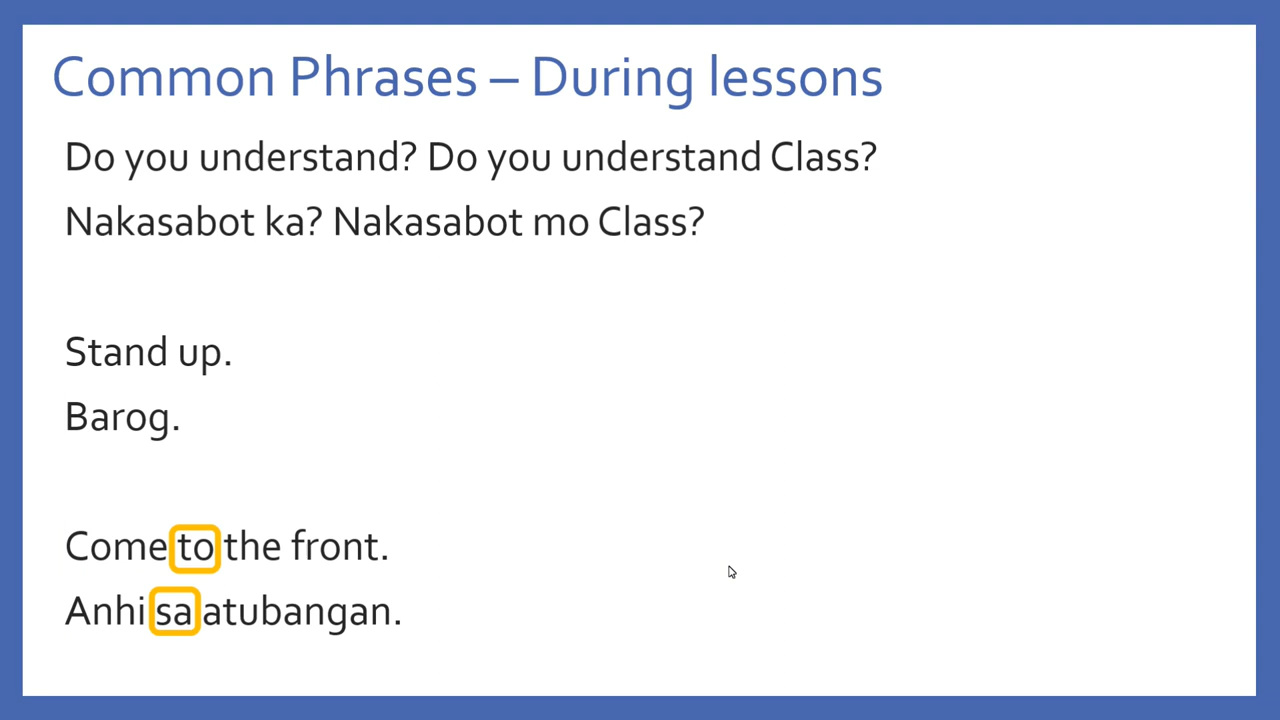 Common Phrases – During lessons
Do you understand? Do you understand Class?
Nakasabot ka? Nakasabot mo Class?
Stand up.
Barog.
Come to the front.
Anhi sa atubangan.